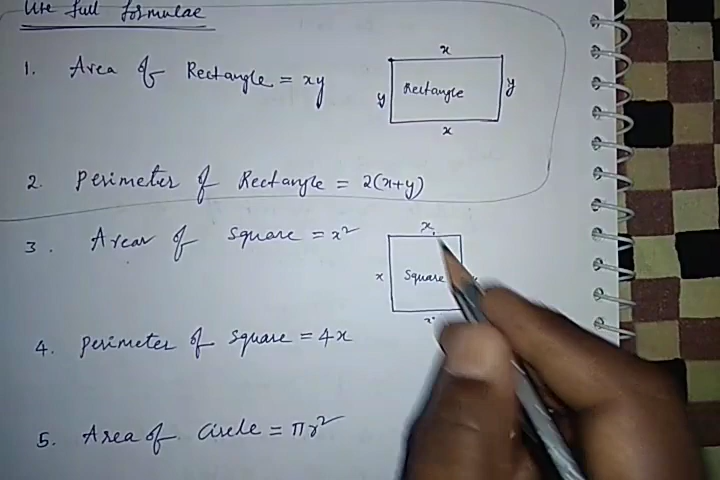 Use full formulae
1. Area of Rectangle = xy
x
y
Rectangle
y
x
2. Perimeter of Rectangle = 2(x+y)
3. Arear of Square = x²
x
x
Square
x
4. Perimeter of Square = 4x
5. Area of Circle = πr²